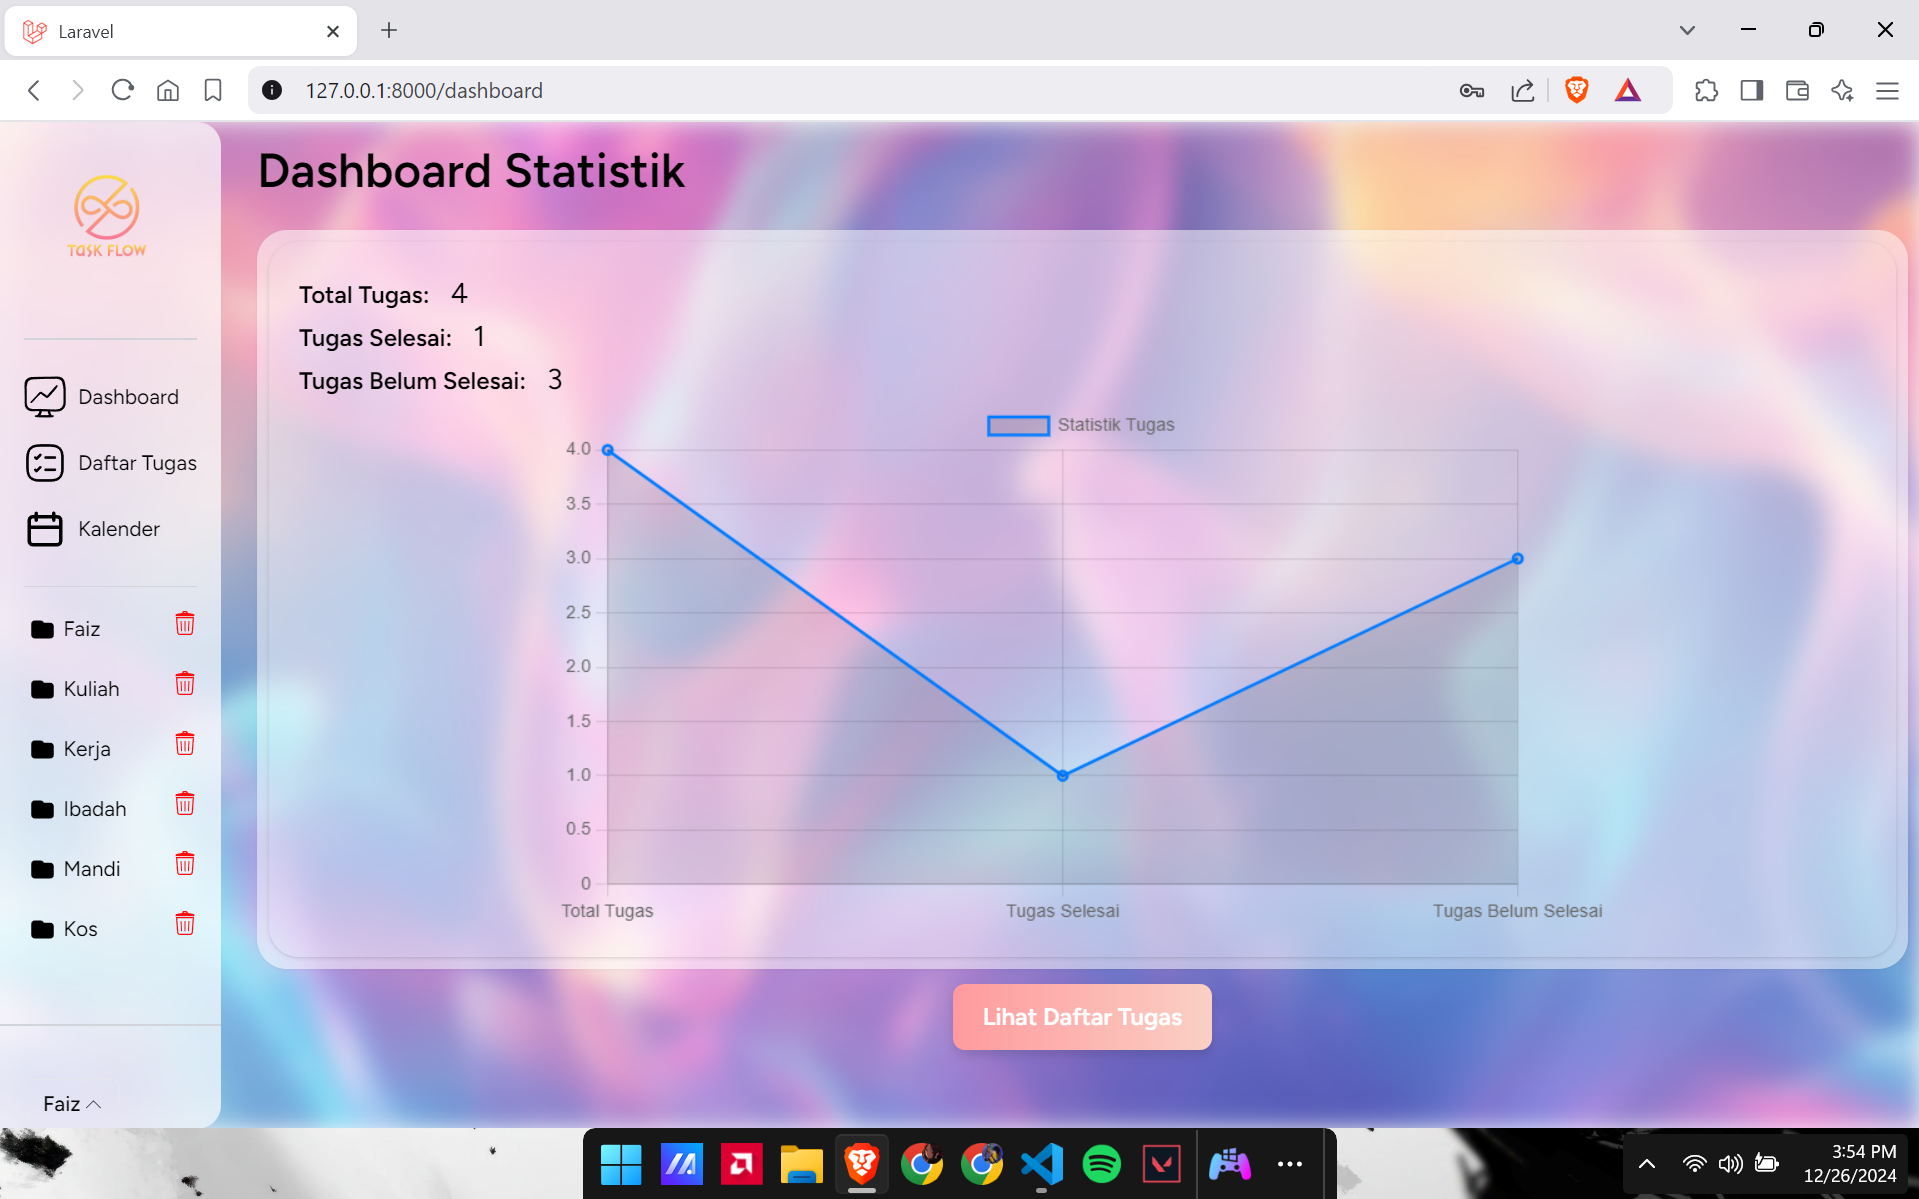 Laravel
127.0.0.1:8000/dashboard
TASK FLOW
Dashboard
Daftar Tugas
Kalender
Faiz
Kuliah
Kerja
Ibadah
Mandi
Kos
Faiz
Dashboard Statistik
Total Tugas: 4
Tugas Selesai: 1
Tugas Belum Selesai: 3
Statistik Tugas
4.0
3.5
3.0
2.5
2.0
1.5
1.0
0.5
0
Total Tugas Tugas Selesai Tugas Belum Selesai
Lihat Daftar Tugas
3:54 PM
12/26/2024